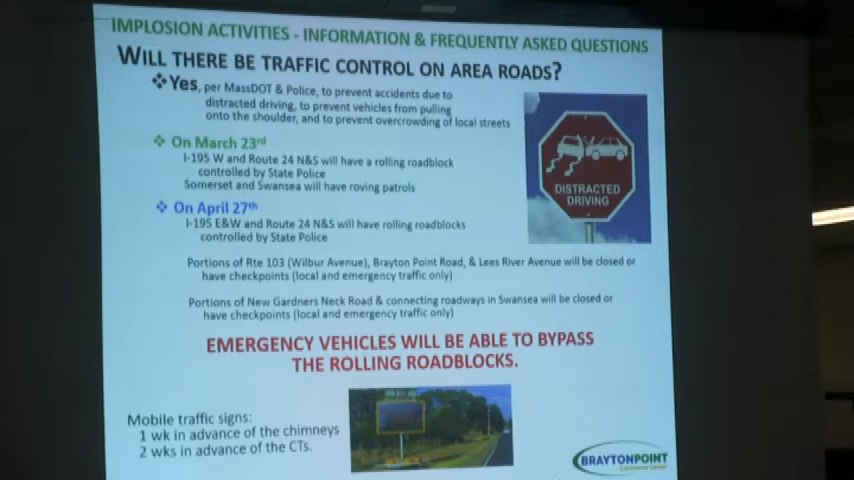 IMPLOSION ACTIVITIES - INFORMATION & FREQUENTLY ASKED QUESTIONS
WILL THERE BE TRAFFIC CONTROL ON AREA ROADS?
❖Yes, per MassDOT & Police, to prevent accidents due to
distracted driving, to prevent vehicles from pulling
onto the shoulder, and to prevent overcrowding of local streets
DISTRACTED
DRIVING
❖ On March 23rd
I-195 W and Route 24 N&S will have a rolling roadblock
controlled by State Police
Somerset and Swansea will have roving patrols
❖ On April 27th
I-195 E&W and Route 24 N&S will have rolling roadblocks
controlled by State Police
Portions of Rte 103 (Wilbur Avenue), Brayton Point Road, & Lees River Avenue will be closed or
have checkpoints (local and emergency traffic only)
Portions of New Gardners Neck Road & connecting roadways in Swansea will be closed or
have checkpoints (local and emergency traffic only)
EMERGENCY VEHICLES WILL BE ABLE TO BYPASS
THE ROLLING ROADBLOCKS.
Mobile traffic signs:
1 wk in advance of the chimneys
2 wks in advance of the CTs.
BRAYTONPOINT
Commerce Center